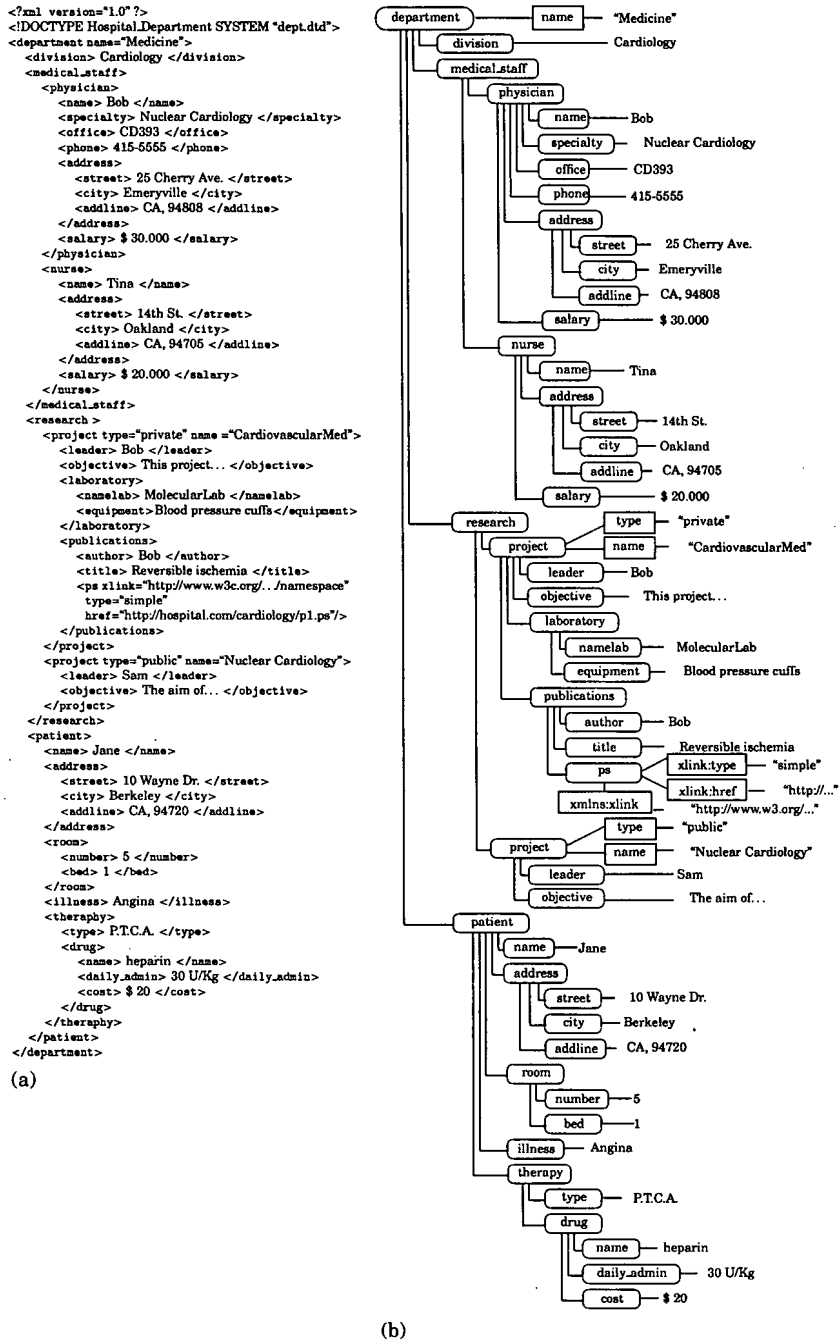 <?xml version="1.0" ?>
<!DOCTYPE Hospital_Department SYSTEM "dept.dtd">
<department name="Medicine">
<division> Cardiology </division>
<medical_staff>
<physician>
<name> Bob </name>
<specialty> Nuclear Cardiology </specialty>
<office> CD393 </office>
<phone> 415-5555 </phone>
<address>
<street> 25 Cherry Ave. </street>
<city> Emeryville </city>
<addline> CA, 94808 </addline>
</address>
<salary> $ 30.000 </salary>
</physician>
<nurse>
<name> Tina </name>
<address>
<street> 14th St. </street>
<city> Oakland </city>
<addline> CA, 94705 </addline>
</address>
<salary> $ 20.000 </salary>
</nurse>
</medical_staff>
<research >
<project type="private" name ="CardiovascularMed">
<leader> Bob </leader>
<objective> This project... </objective>
<laboratory>
<namelab> MolecularLab </namelab>
<equipment>Blood pressure cuffs</equipment>
</laboratory>
<publications>
<author> Bob </author>
<title> Reversible ischemia </title>
<ps xlink="http://www.w3c.org/.../namespace"
type="simple"
href="http://hospital.com/cardiology/p1.ps"/>
</publications>
</project>
<project type="public" name="Nuclear Cardiology">
<leader> Sam </leader>
<objective> The aim of... </objective>
</project>
</research>
<patient>
<name> Jane </name>
<address>
<street> 10 Wayne Dr. </street>
<city> Berkeley </city>
<addline> CA, 94720 </addline>
</address>
<room>
<number> 5 </number>
<bed> 1 </bed>
</room>
<illness> Angina </illness>
<theraphy>
<type> P.T.C.A. </type>
<drug>
<name> heparin </name>
<daily_admin> 30 U/Kg </daily_admin>
<cost> $ 20 </cost>
</drug>
</theraphy>
</patient>
</department>
(a)
department name "Medicine"
division Cardiology
medical_staff
physician
name Bob
specialty Nuclear Cardiology
office CD393
phone 415-5555
address
street 25 Cherry Ave.
city Emeryville
addline CA, 94808
salary $ 30.000
nurse
name Tina
address
street 14th St.
city Oakland
addline CA, 94705
salary $ 20.000
research
type "private"
project name "CardiovascularMed"
leader Bob
objective This project...
laboratory
namelab MolecularLab
equipment Blood pressure cuffs
publications
author Bob
title Reversible ischemia
xlink:type "simple"
ps
xlink:href "http://..."
xmlns:xlink "http://www.w3.org/..."
type "public"
project name "Nuclear Cardiology"
leader Sam
objective The aim of...
patient
name Jane
address
street 10 Wayne Dr.
city Berkeley
addline CA, 94720
room
number 5
bed 1
illness Angina
therapy
type P.T.C.A.
drug
name heparin
daily_admin 30 U/Kg
cost $ 20
(b)